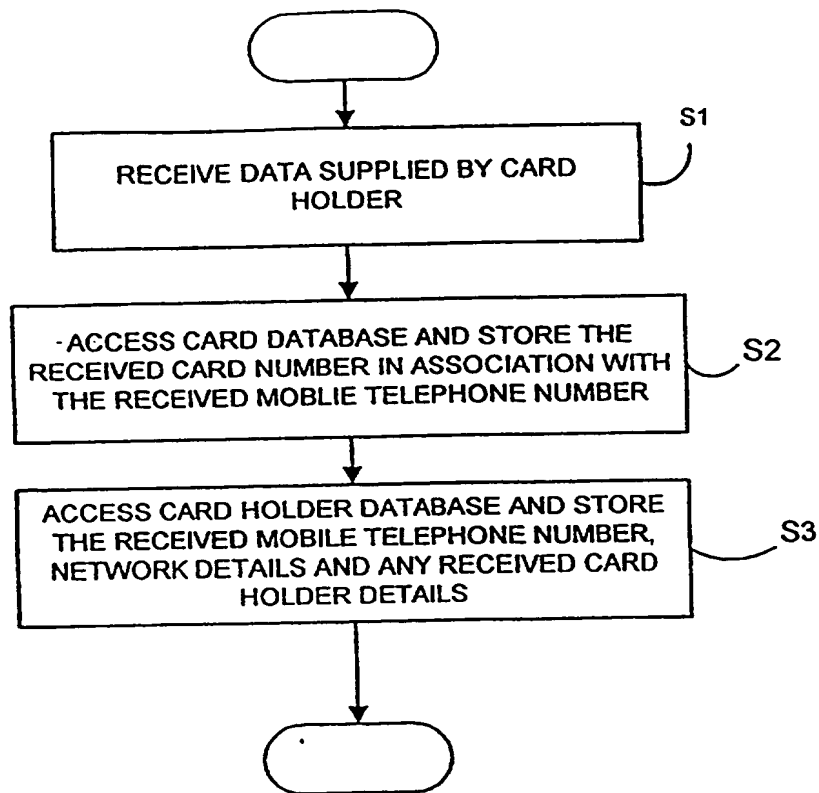 S1
RECEIVE DATA SUPPLIED BY CARD
HOLDER
ACCESS CARD DATABASE AND STORE THE
RECEIVED CARD NUMBER IN ASSOCIATION WITH
THE RECEIVED MOBLIE TELEPHONE NUMBER
S2
ACCESS CARD HOLDER DATABASE AND STORE
THE RECEIVED MOBILE TELEPHONE NUMBER,
NETWORK DETAILS AND ANY RECEIVED CARD
HOLDER DETAILS
S3